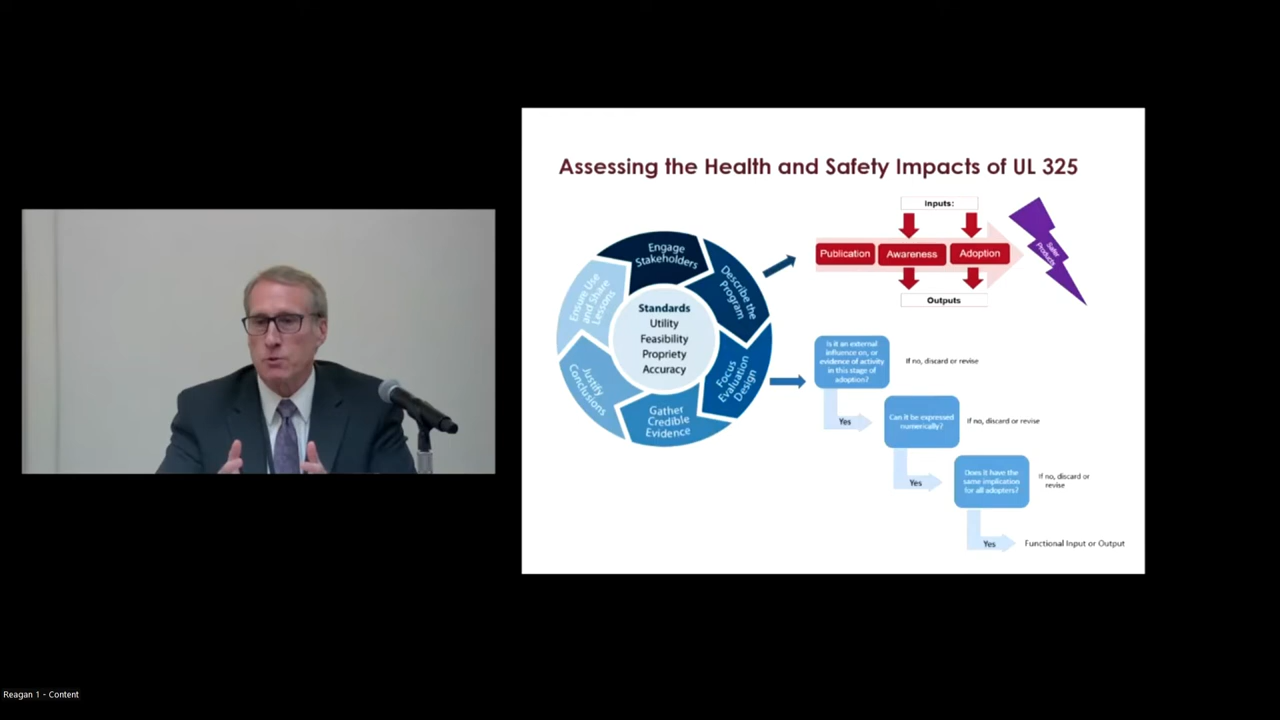 Assessing the Health and Safety Impacts of UL 325
Inputs:
Publication
Awareness
Adoption
Safer
Products
Outputs
Engage
Stakeholders
Describe the
Program
Focus
Evaluation
Design
Gather
Credible
Evidence
Justify
Conclusions
Ensure Use
and Share
Lessons
Standards
Utility
Feasibility
Propriety
Accuracy
Is it an external
influence on, or
evidence of activity
in this stage of
adoption?
If no, discard or revise
Yes
Can it be expressed
numerically?
If no, discard or revise
Yes
Does it have the
same implication
for all adopters?
If no, discard or
revise
Yes
Functional Input or Output
Reagan 1 - Content